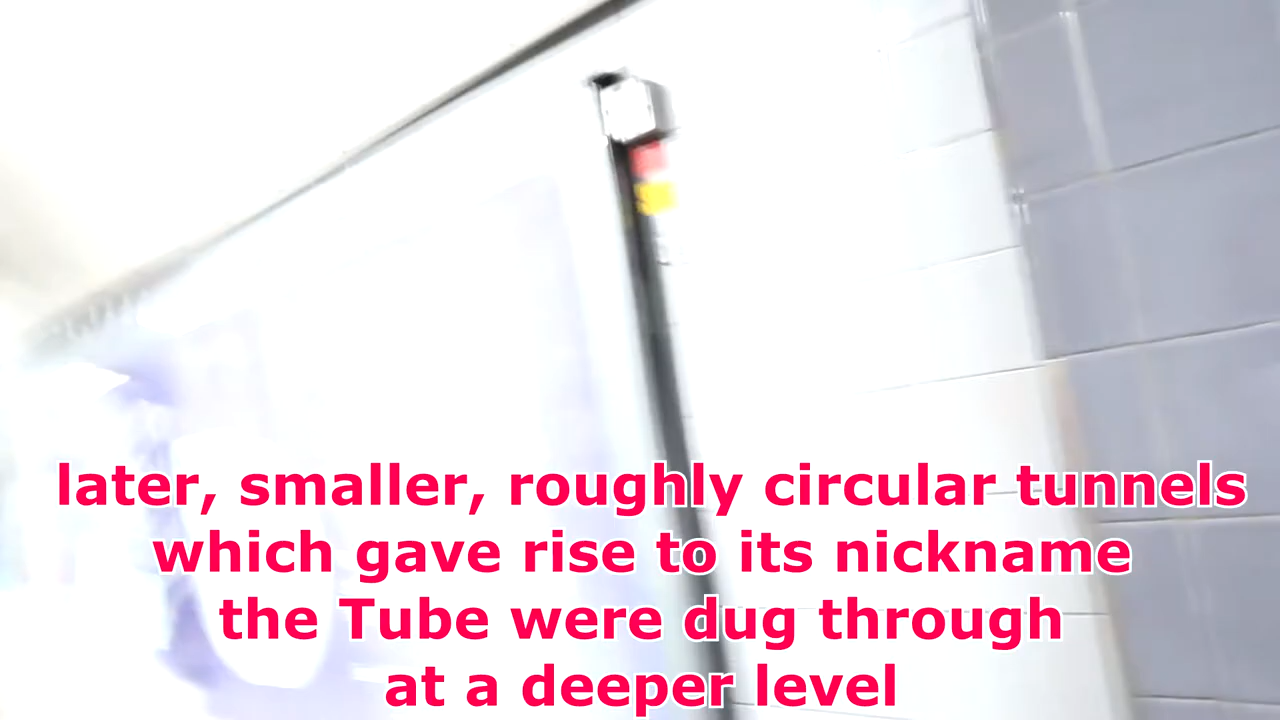 later, smaller, roughly circular tunnels
which gave rise to its nickname
the Tube were dug through
at a deeper level